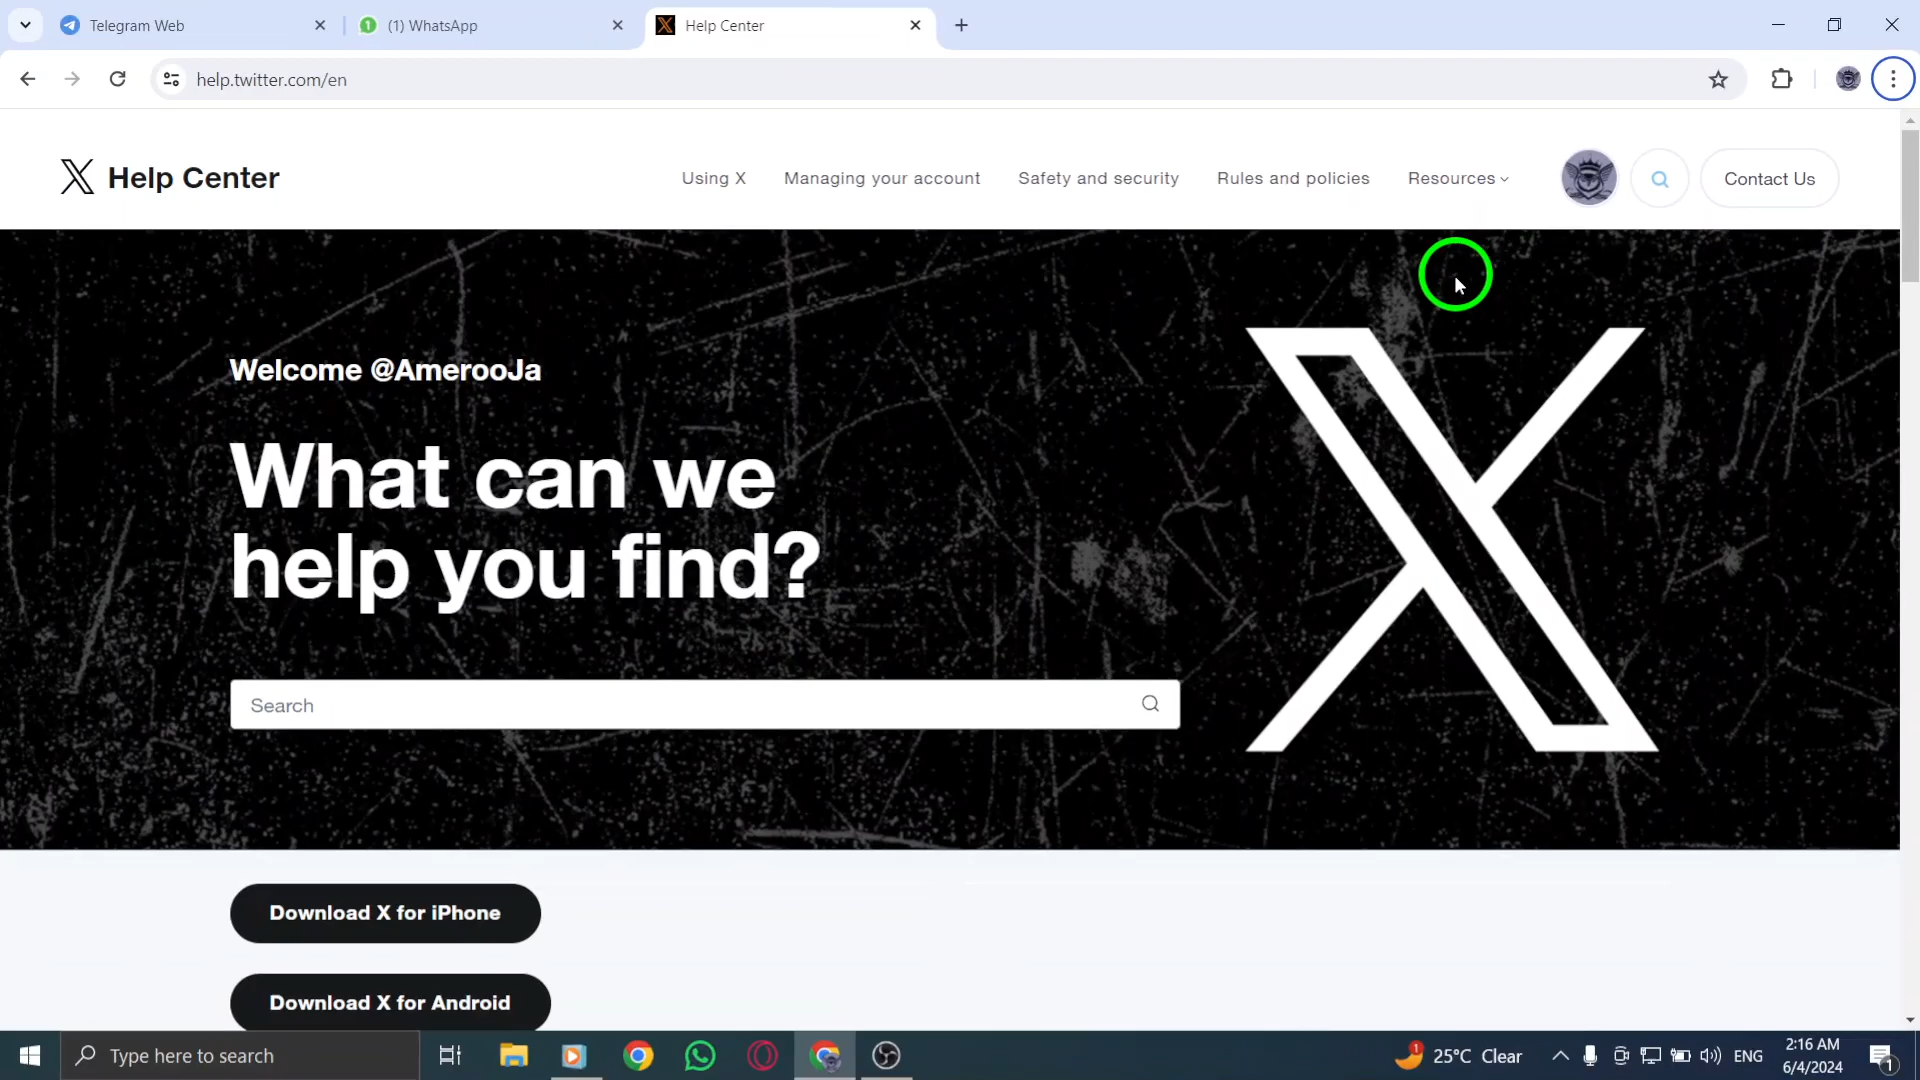 Telegram Web
(1) WhatsApp
Help Center
help.twitter.com/en
Help Center
Using X
Managing your account
Safety and security
Rules and policies
Resources
Contact Us
Welcome @AmerooJa
What can we
help you find?
Search
Download X for iPhone
Download X for Android
Type here to search
1
25°C Clear
ENG
2:16 AM
6/4/2024
1